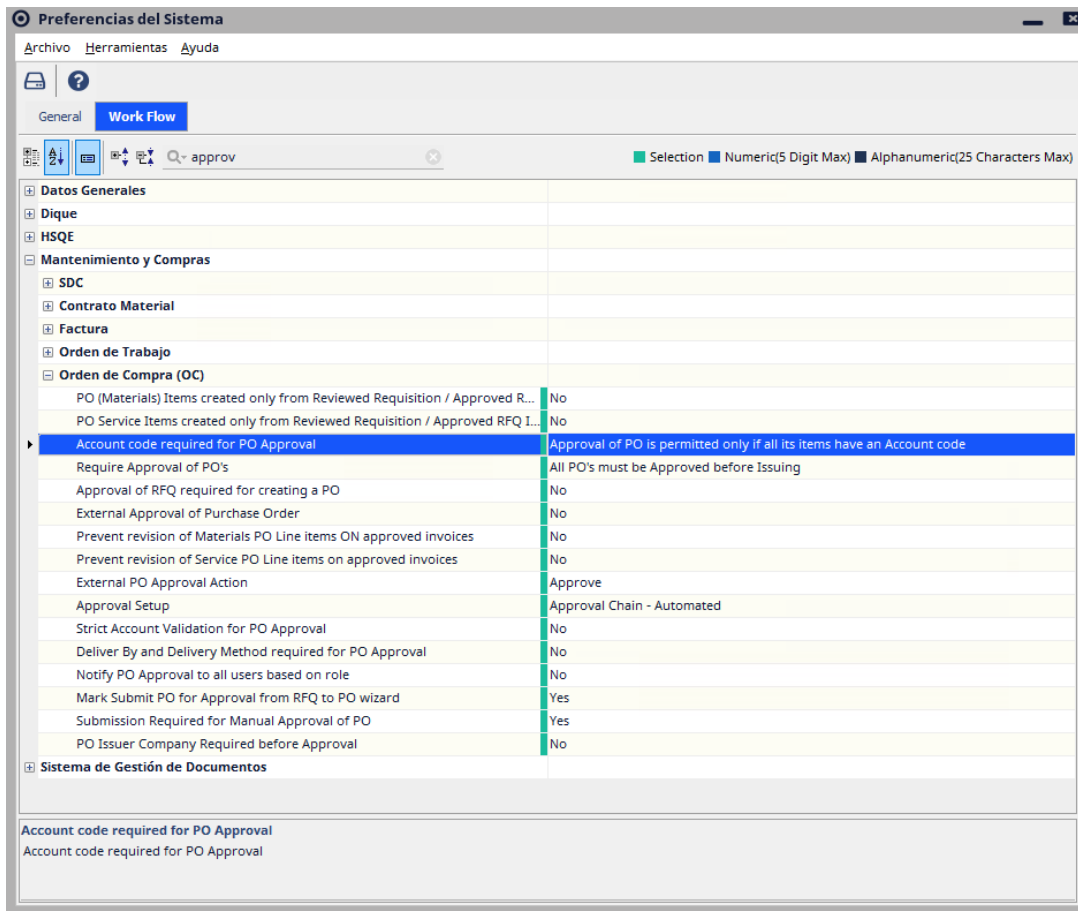 Preferencias del Sistema
Archivo Herramientas Ayuda
General Work Flow
approv Selection Numeric(5 Digit Max) Alphanumeric(25 Characters Max)
Datos Generales
Dique
HSQE
Mantenimiento y Compras
SDC
Contrato Material
Factura
Orden de Trabajo
Orden de Compra (OC)
PO (Materials) Items created only from Reviewed Requisition / Approved R... No
PO Service Items created only from Reviewed Requisition / Approved RFQ I... No
Account code required for PO Approval Approval of PO is permitted only if all its items have an Account code
Require Approval of PO's All PO's must be Approved before Issuing
Approval of RFQ required for creating a PO No
External Approval of Purchase Order No
Prevent revision of Materials PO Line items ON approved invoices No
Prevent revision of Service PO Line items on approved invoices No
External PO Approval Action Approve
Approval Setup Approval Chain - Automated
Strict Account Validation for PO Approval No
Deliver By and Delivery Method required for PO Approval No
Notify PO Approval to all users based on role No
Mark Submit PO for Approval from RFQ to PO wizard Yes
Submission Required for Manual Approval of PO Yes
PO Issuer Company Required before Approval No
Sistema de Gestión de Documentos
Account code required for PO Approval
Account code required for PO Approval